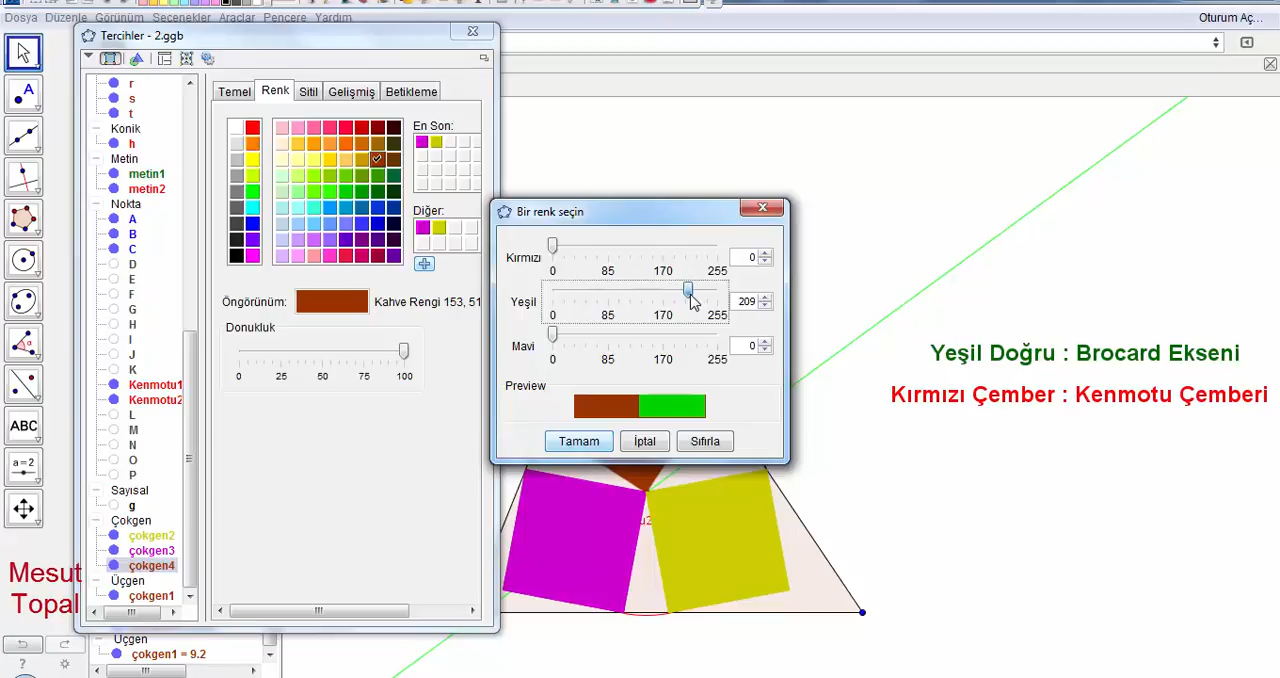 Dosya Düzenle Görünüm Seçenekler Araçlar Pencere Yardım
Oturum Aç...
Tercihler - 2.ggb
r
s
t
Konik
h
Metin
metin1
metin2
Nokta
A
B
C
D
E
F
G
H
I
J
K
Kenmotu1
Kenmotu2
L
M
N
O
P
Sayısal
g
Çokgen
çokgen2
çokgen3
çokgen4
Üçgen
çokgen1
Temel Renk Sitil Gelişmiş Betikleme
En Son:
Diğer:
Öngörünüm: Kahve Rengi 153, 51
Donukluk
0 25 50 75 100
Bir renk seçin
Kırmızı 0
0 85 170 255
Yeşil 209
0 85 170 255
Mavi 0
0 85 170 255
Preview
Tamam İptal Sıfırla
Yeşil Doğru : Brocard Ekseni
Kırmızı Çember : Kenmotu Çemberi
ABC
a=2
A
Mesut
Topal
Üçgen
çokgen1 = 9.2
?
u2